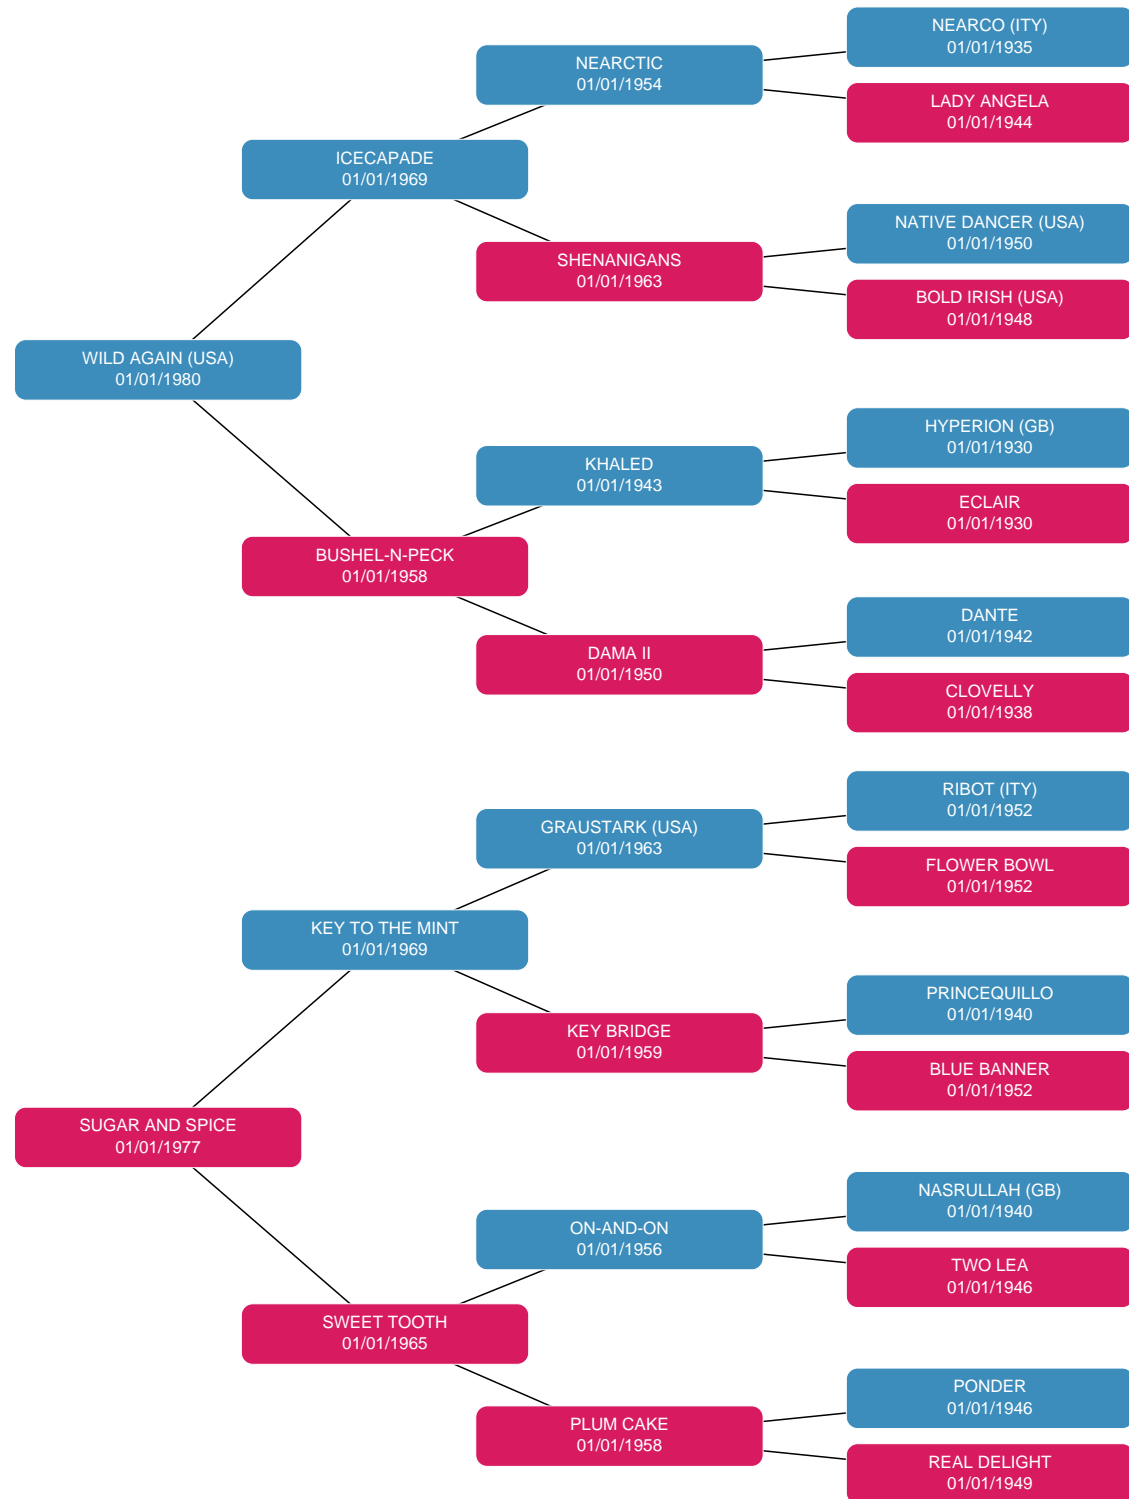 NEARCO (ITY)
01/01/1935
NEARCTIC
01/01/1954
LADY ANGELA
01/01/1944
ICECAPADE
01/01/1969
NATIVE DANCER (USA)
01/01/1950
SHENANIGANS
01/01/1963
BOLD IRISH (USA)
01/01/1948
WILD AGAIN (USA)
01/01/1980
HYPERION (GB)
01/01/1930
KHALED
01/01/1943
ECLAIR
01/01/1930
BUSHEL-N-PECK
01/01/1958
DANTE
01/01/1942
DAMA II
01/01/1950
CLOVELLY
01/01/1938
RIBOT (ITY)
01/01/1952
GRAUSTARK (USA)
01/01/1963
FLOWER BOWL
01/01/1952
KEY TO THE MINT
01/01/1969
PRINCEQUILLO
01/01/1940
KEY BRIDGE
01/01/1959
BLUE BANNER
01/01/1952
SUGAR AND SPICE
01/01/1977
NASRULLAH (GB)
01/01/1940
ON-AND-ON
01/01/1956
TWO LEA
01/01/1946
SWEET TOOTH
01/01/1965
PONDER
01/01/1946
PLUM CAKE
01/01/1958
REAL DELIGHT
01/01/1949